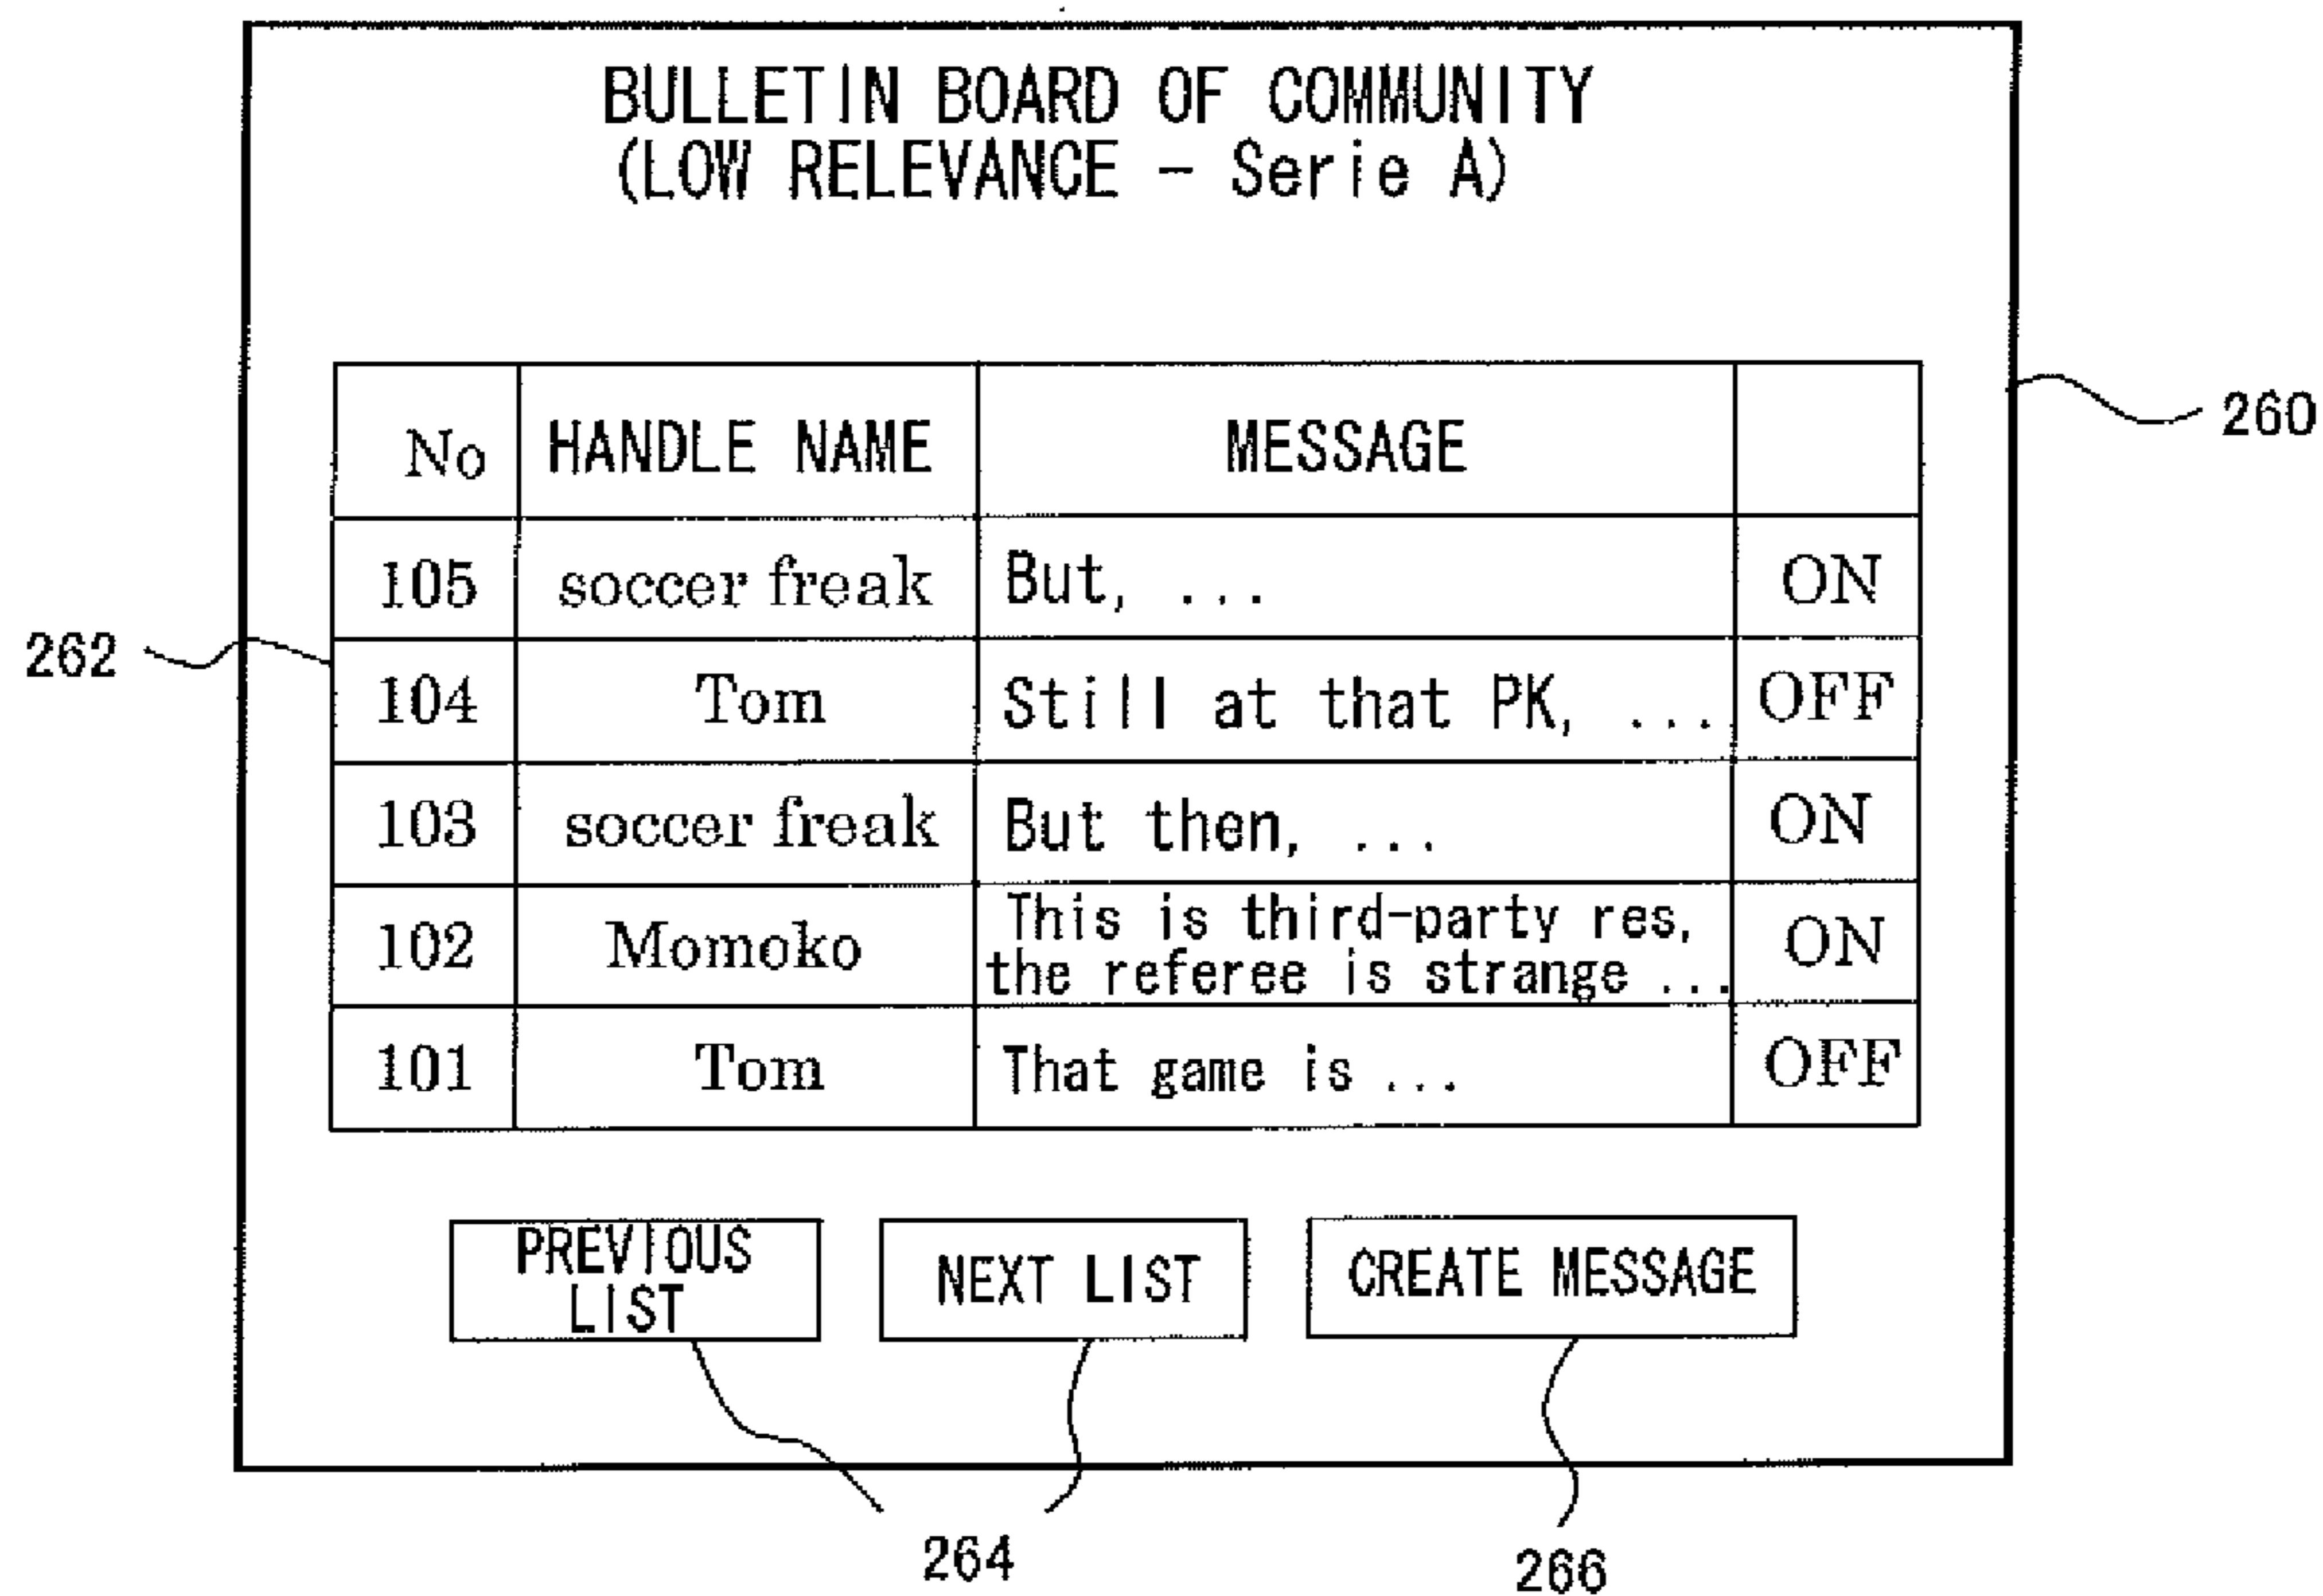 BULLETIN BOARD OF COMMUNITY
(LOW RELEVANCE - Serie A)
No HANDLE NAME MESSAGE
105 soccer freak But, ... ON
104 Tom Still at that PK, ... OFF
103 soccer freak But then, ... ON
102 Momoko This is third-party res,
the referee is strange ... ON
101 Tom That game is ... OFF
PREVIOUS
LIST
NEXT LIST
CREATE MESSAGE
260
262
264
266